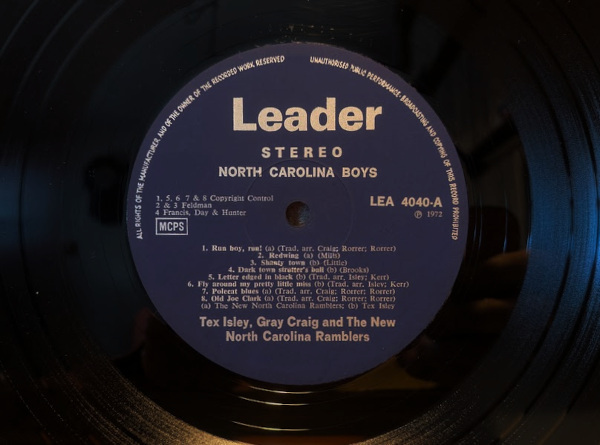 ALL RIGHTS OF THE MANUFACTURER AND OF THE OWNER OF THE RECORDED WORK RESERVED
UNAUTHORISED PUBLIC PERFORMANCE·BROADCASTING AND COPYING OF THIS RECORD PROHIBITED
Leader
STEREO
NORTH CAROLINA BOYS
1, 5, 6 7 & 8 Copyright Control
2 & 3 Feldman
4 Francis, Day & Hunter
MCPS
LEA 4040-A
℗ 1972
1. Run boy, run! (a) (Trad. arr. Craig; Rorrer; Rorrer)
2. Redwing (a) (Mills)
3. Shanty town (b) (Little)
4. Dark town strutter's ball (b) (Brooks)
5. Letter edged in black (b) (Trad. arr. Isley; Kerr)
6. Fly around my pretty little miss (b) (Trad. arr. Isley; Kerr)
7. Polecat blues (a) (Trad. arr. Craig; Rorrer; Rorrer)
8. Old Joe Clark (a) (Trad. arr. Craig; Rorrer; Rorrer)
(a) The New North Carolina Ramblers; (b) Tex Isley
Tex Isley, Gray Craig and The New
North Carolina Ramblers